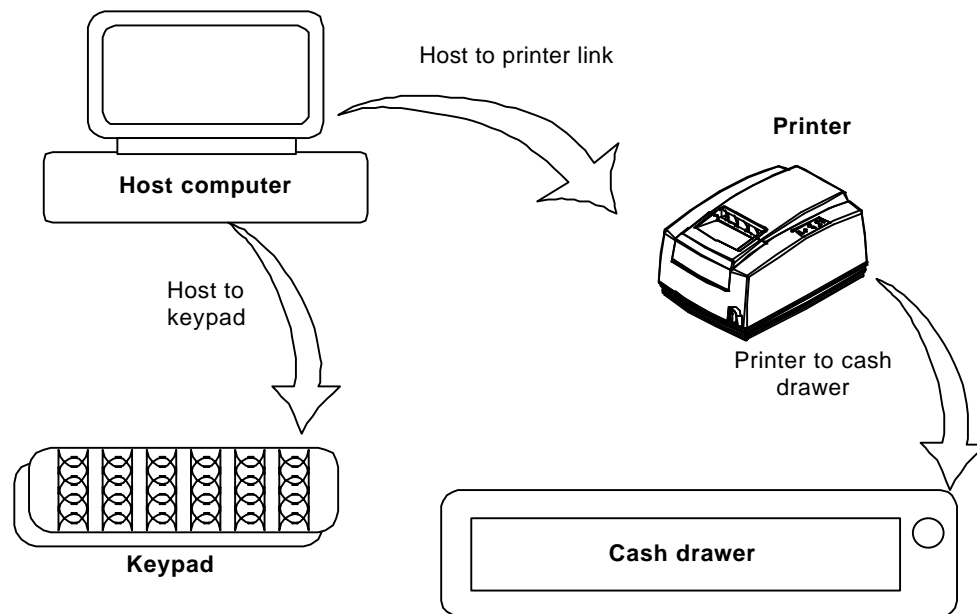 Host to printer link
Printer
Host computer
Host to
keypad
Printer to cash
drawer
Cash drawer
Keypad